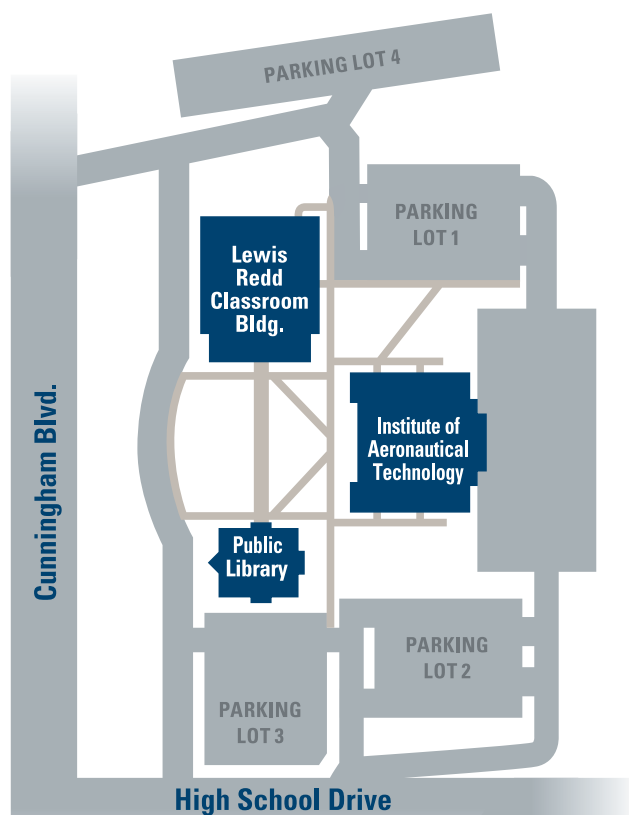 PARKING LOT 4
PARKING
LOT 1
Lewis
Redd
Classroom
Bldg.
Institute of
Aeronautical
Technology
Cunningham Blvd.
Public
Library
PARKING
LOT 2
PARKING
LOT 3
High School Drive